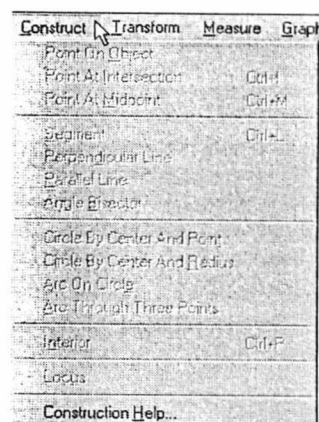 Construct Transform Measure Graph
Point On Object
Point At Intersection Ctrl+I
Point At Midpoint Ctrl+M
Segment Ctrl+L
Perpendicular Line
Parallel Line
Angle Bisector
Circle By Center And Point
Circle By Center And Radius
Arc On Circle
Arc Through Three Points
Interior Ctrl+P
Locus
Construction Help...